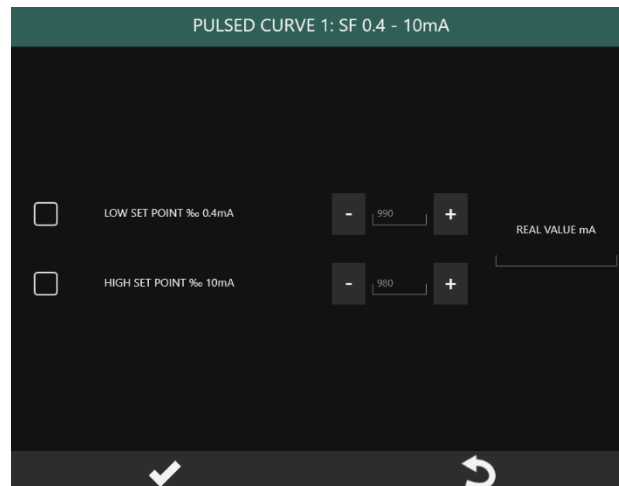 PULSED CURVE 1: SF 0.4 - 10mA
LOW SET POINT ‰ 0.4mA - 990 +
REAL VALUE mA
HIGH SET POINT ‰ 10mA - 980 +